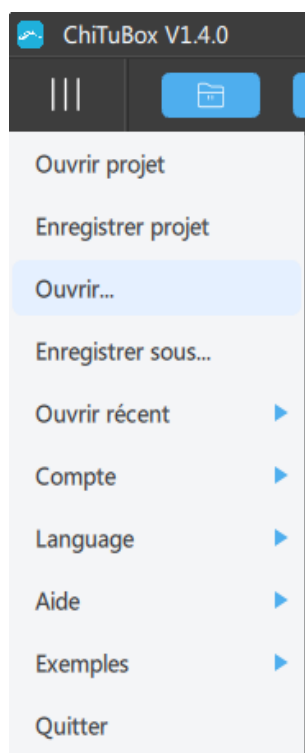 ChiTuBox V1.4.0
Ouvrir projet
Enregistrer projet
Ouvrir...
Enregistrer sous...
Ouvrir récent
Compte
Language
Aide
Exemples
Quitter